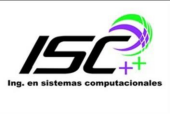 ISC++
Ing. en sistemas computacionales